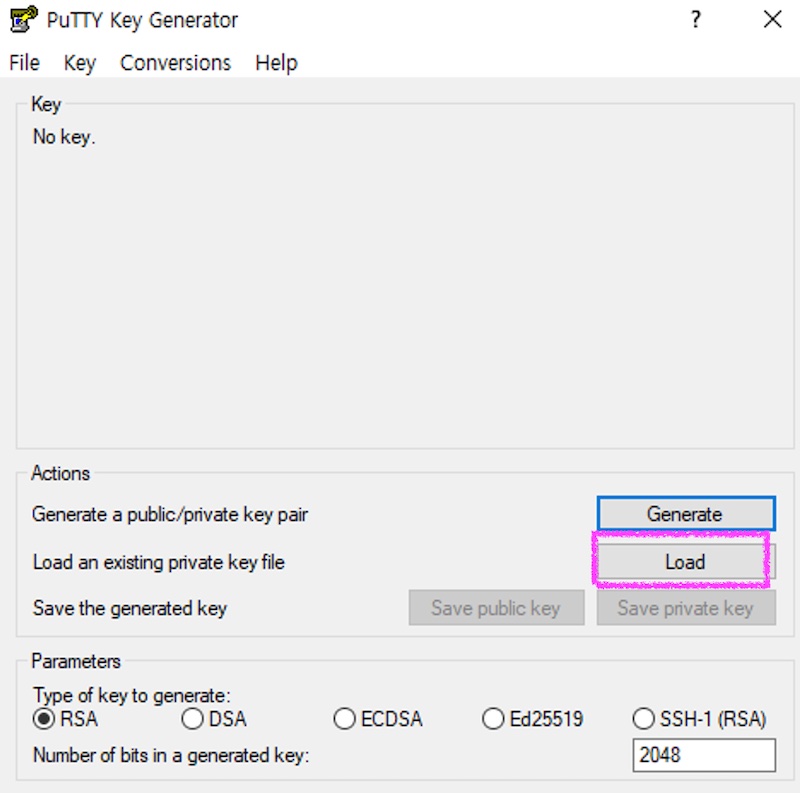 PuTTY Key Generator
?
File Key Conversions Help
Key
No key.
Actions
Generate a public/private key pair Generate
Load an existing private key file Load
Save the generated key Save public key Save private key
Parameters
Type of key to generate:
RSA DSA ECDSA Ed25519 SSH-1 (RSA)
Number of bits in a generated key: 2048